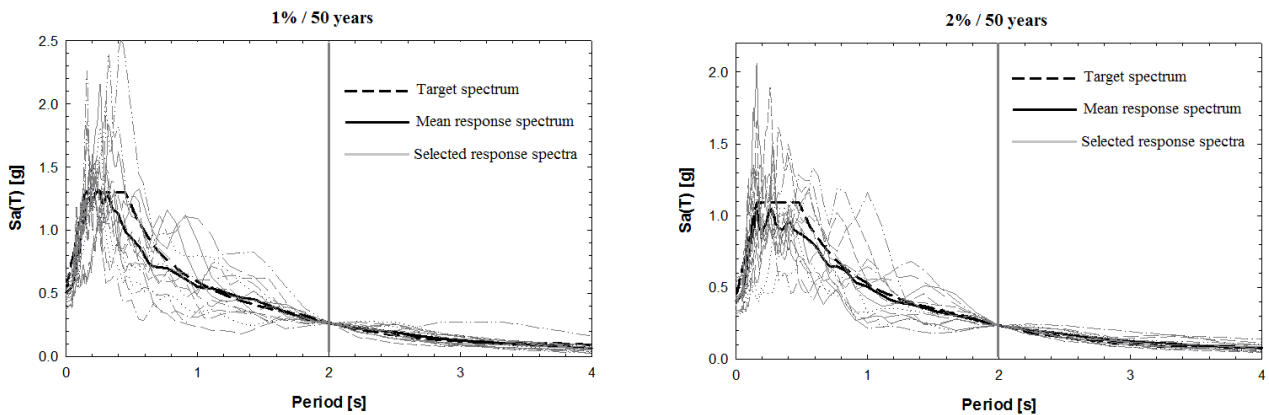 1% / 50 years
2.5
2.0
1.5
1.0
0.5
0.0
Sa(T) [g]
Target spectrum
Mean response spectrum
Selected response spectra
0 1 2 3 4
Period [s]
2% / 50 years
2.0
1.5
1.0
0.5
0.0
Sa(T) [g]
Target spectrum
Mean response spectrum
Selected response spectra
0 1 2 3 4
Period [s]